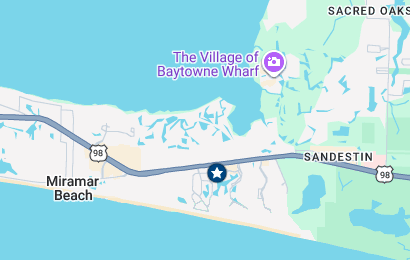 SACRED OAKS
The Village of
Baytowne Wharf
98
SANDESTIN
98
Miramar
Beach